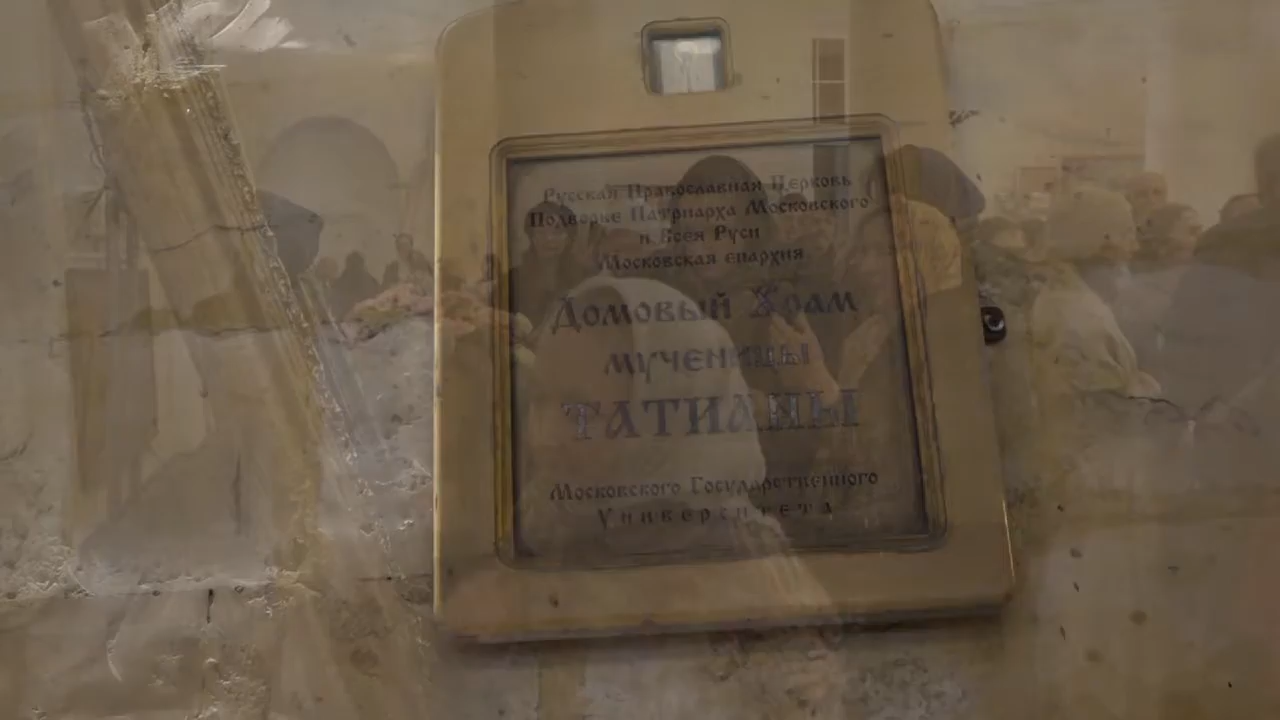 Русская Православная Церковь
Подворье Патриарха Московского
и Всея Руси
Московская епархия
Домовый Храм
мученицы
ТАТИАНЫ
Московского Государственного
Университета